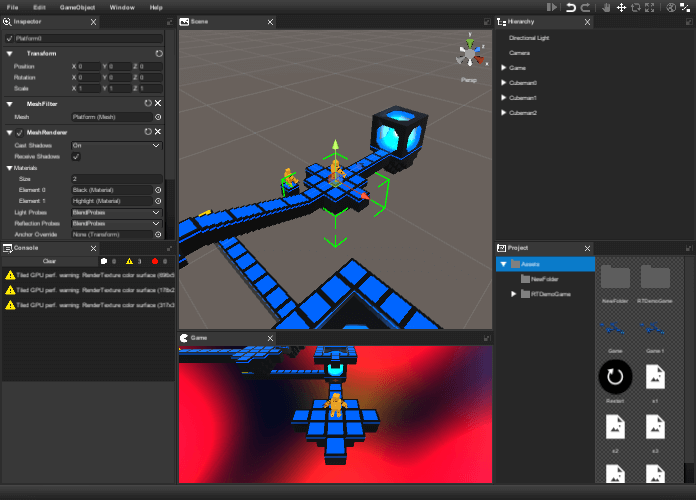 File Edit GameObject Window Help
Inspector
Platform0
Transform
Position X 0 Y 0 Z 0
Rotation X 0 Y 0 Z 0
Scale X 1 Y 1 Z 1
MeshFilter
Mesh Platform (Mesh)
MeshRenderer
Cast Shadows On
Receive Shadows
Materials
Size 2
Element 0 Black (Material)
Element 1 Highlight (Material)
Light Probes BlendProbes
Reflection Probes BlendProbes
Anchor Override None (Transform)
Console
Clear 0 3 0
Tiled GPU perf. warning: RenderTexture color surface (696x5
Tiled GPU perf. warning: RenderTexture color surface (178x2
Tiled GPU perf. warning: RenderTexture color surface (317x3
Scene
Persp
Game
Hierarchy
Directional Light
Camera
Game
Cubeman0
Cubeman1
Cubeman2
Project
Assets
NewFolder
RTDemoGame
NewFolder RTDemoGame
Game Game 1
Restart s1
s2 s3